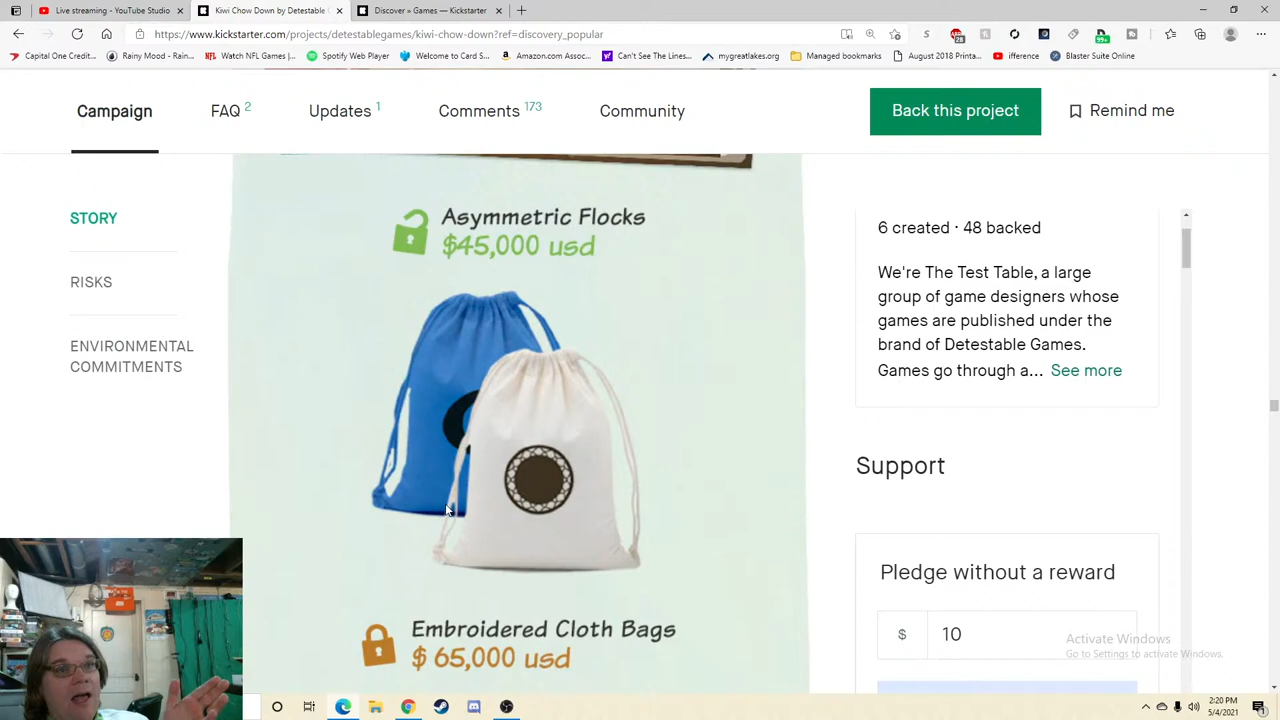 Live streaming - YouTube Studio
Kiwi Chow Down by Detestable G
Discover » Games — Kickstarter
https://www.kickstarter.com/projects/detestablegames/kiwi-chow-down?ref=discovery_popular
Capital One Credit...
Rainy Mood - Rainy...
Watch NFL Games |...
Spotify Web Player
Welcome to Card S...
Amazon.com Assoc...
Can't See The Lines...
mygreatlakes.org
Managed bookmarks
August 2018 Printa...
ifference
Blaster Suite Online
Campaign
FAQ 2
Updates 1
Comments 173
Community
Back this project
Remind me
STORY
RISKS
ENVIRONMENTAL
COMMITMENTS
Asymmetric Flocks
$45,000 usd
Embroidered Cloth Bags
$ 65,000 usd
6 created · 48 backed
We're The Test Table, a large
group of game designers whose
games are published under the
brand of Detestable Games.
Games go through a... See more
Support
Pledge without a reward
$ 10
Activate Windows
Go to Settings to activate Windows.
2:20 PM
5/4/2021